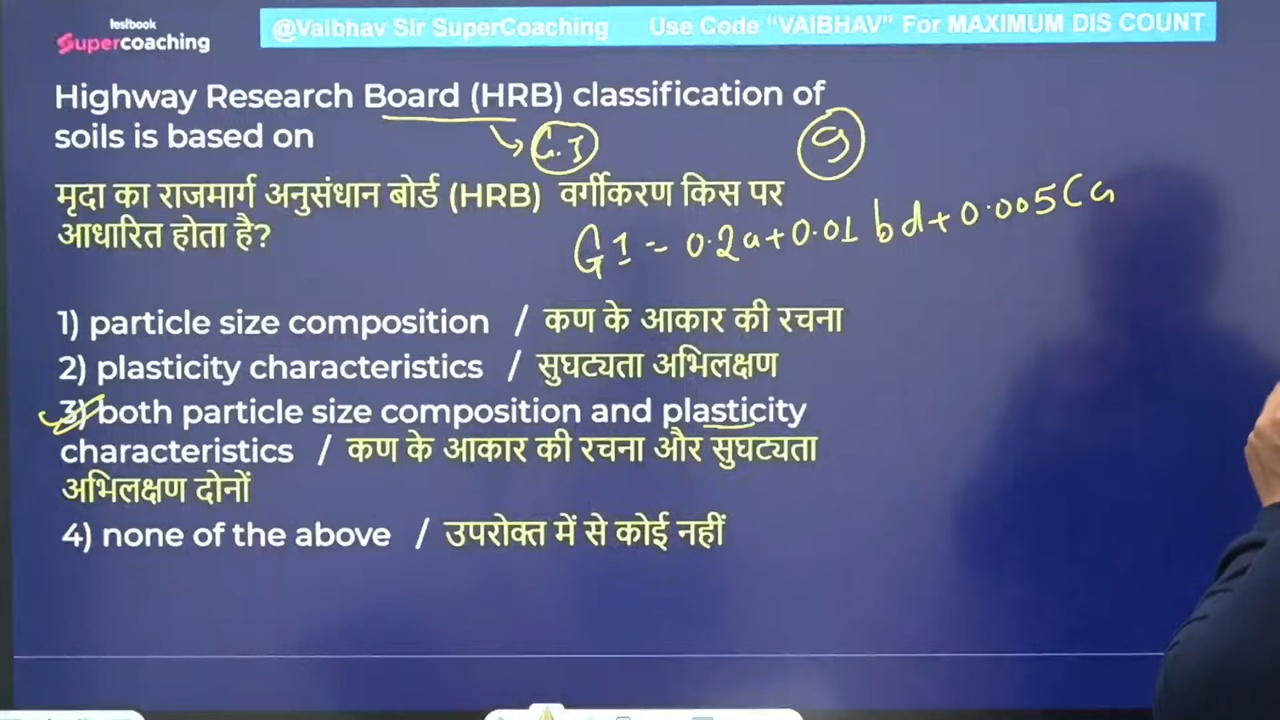 testbook
Supercoaching
@Vaibhav Sir SuperCoaching Use Code “VAIBHAV” For MAXIMUM DIS COUNT
Highway Research Board (HRB) classification of
soils is based on
G.I
9
मृदा का राजमार्ग अनुसंधान बोर्ड (HRB) वर्गीकरण किस पर
आधारित होता है?
GI = 0.2a+0.01 bd+0.005Ca
1) particle size composition / कण के आकार की रचना
2) plasticity characteristics / सुघट्यता अभिलक्षण
3) both particle size composition and plasticity
characteristics / कण के आकार की रचना और सुघट्यता
अभिलक्षण दोनों
4) none of the above / उपरोक्त में से कोई नहीं